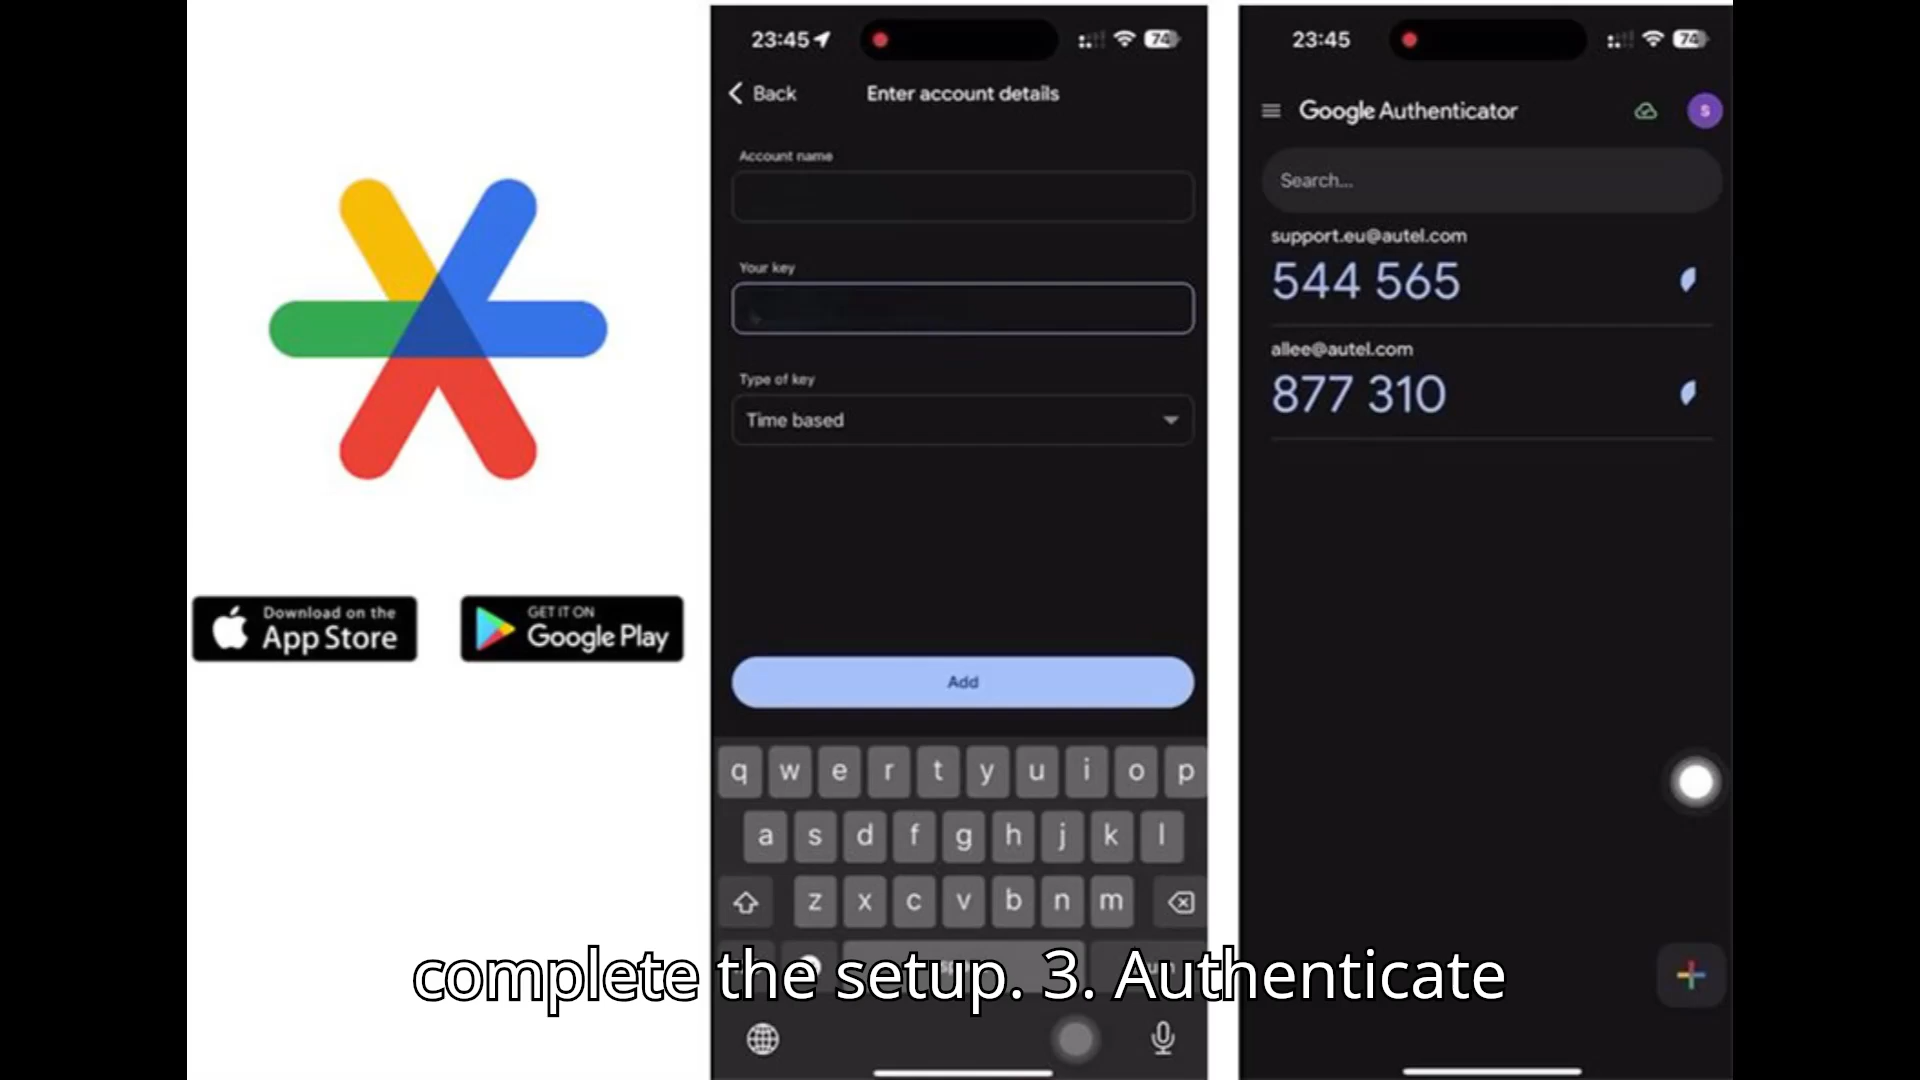 Download on the
App Store
GET IT ON
Google Play
23:45
74
Back
Enter account details
Account name
Your key
Type of key
Time based
Add
q w e r t y u i o p
a s d f g h j k l
z x c v b n m
23:45
74
Google Authenticator
S
Search...
support.eu@autel.com
544 565
allee@autel.com
877 310
complete the setup. 3. Authenticate